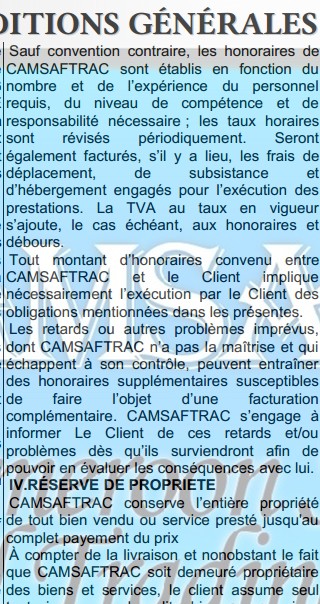 DITIONS GÉNÉRALES
Sauf convention contraire, les honoraires de
CAMSAFTRAC sont établis en fonction du
nombre et de l'expérience du personnel
requis, du niveau de compétence et de
responsabilité nécessaire ; les taux horaires
sont révisés périodiquement. Seront
également facturés, s'il y a lieu, les frais de
déplacement, de subsistance et
d'hébergement engagés pour l'exécution des
prestations. La TVA au taux en vigueur
s'ajoute, le cas échéant, aux honoraires et
débours.
Tout montant d'honoraires convenu entre
CAMSAFTRAC et le Client implique
nécessairement l'exécution par le Client des
obligations mentionnées dans les présentes.
Les retards ou autres problèmes imprévus,
dont CAMSAFTRAC n'a pas la maîtrise et qui
échappent à son contrôle, peuvent entraîner
des honoraires supplémentaires susceptibles
de faire l'objet d'une facturation
complémentaire. CAMSAFTRAC s'engage à
informer Le Client de ces retards et/ou
problèmes dès qu'ils surviendront afin de
pouvoir en évaluer les conséquences avec lui.
IV.RÉSERVE DE PROPRIETE
CAMSAFTRAC conserve l'entière propriété
de tout bien vendu ou service presté jusqu'au
complet payement du prix
À compter de la livraison et nonobstant le fait
que CAMSAFTRAC soit demeuré propriétaire
des biens et services, le client assume seul